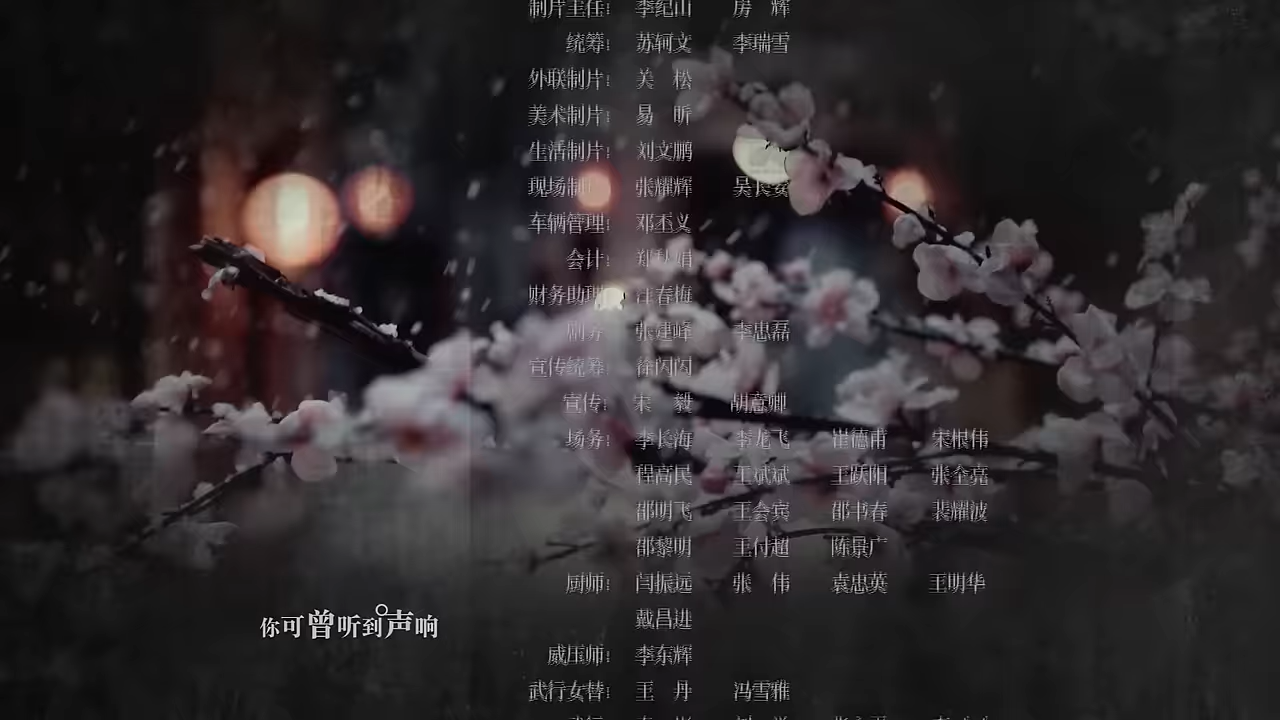 制片主任: 李纪山 房 辉
统筹: 苏轲文 李瑞雪
外联制片: 关 松
美术制片: 易 昕
生活制片: 刘文鹏
现场制 张耀辉
车辆管理: 邓丕义
会计: 郑秋娟
财务助理 汪春梅
剧务 张建峰 李忠磊
宣传统筹: 徐闪闪
宣传: 宋 毅 胡意卿
场务: 李长海 李龙飞 崔德甫 宋根伟
程高民 王斌斌 王跃阳 张全亮
邵明飞 王会宾 邵书春 裴耀波
邵黎明 王付超 陈景广
厨师: 闫振远 张 伟 袁忠英 王明华
戴昌进
你可曾听到声响
威压师: 李东辉
武行女替: 王 丹 冯雪雅